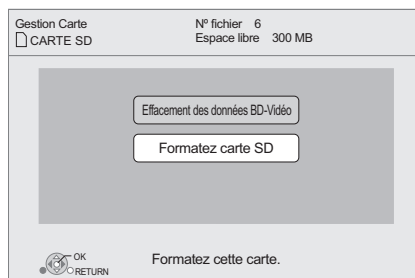 Gestion Carte
CARTE SD
Nº fichier 6
Espace libre 300 MB
Effacement des données BD-Vidéo
Formatez carte SD
OK
RETURN
Formatez cette carte.